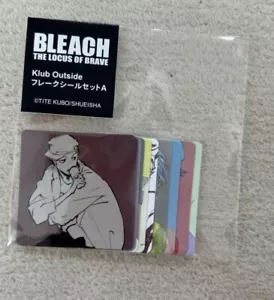 BLEACH
THE LOCUS OF BRAVE
Klub Outside
フレークシールセットA
©TITE KUBO/SHUEISHA